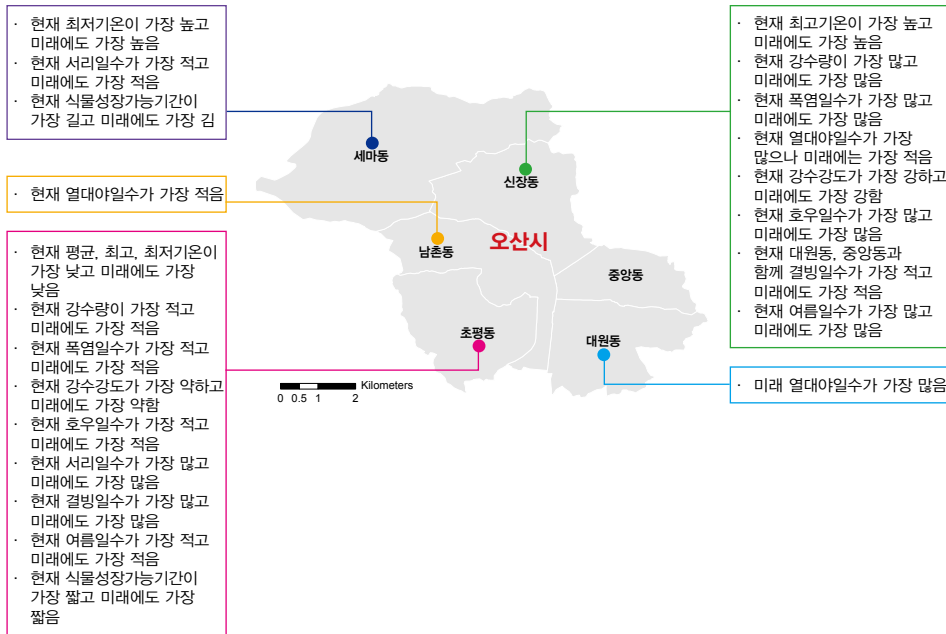 · 현재 최저기온이 가장 높고
미래에도 가장 높음
· 현재 서리일수가 가장 적고
미래에도 가장 적음
· 현재 식물성장가능기간이
가장 길고 미래에도 가장 김
· 현재 열대야일수가 가장 적음
· 현재 평균, 최고, 최저기온이
가장 낮고 미래에도 가장
낮음
· 현재 강수량이 가장 적고
미래에도 가장 적음
· 현재 폭염일수가 가장 적고
미래에도 가장 적음
· 현재 강수강도가 가장 약하고
미래에도 가장 약함
· 현재 호우일수가 가장 적고
미래에도 가장 적음
· 현재 서리일수가 가장 많고
미래에도 가장 많음
· 현재 결빙일수가 가장 많고
미래에도 가장 많음
· 현재 여름일수가 가장 적고
미래에도 가장 적음
· 현재 식물성장가능기간이
가장 짧고 미래에도 가장
짧음
세마동
신장동
남촌동
오산시
중앙동
초평동
대원동
Kilometers
0 0.5 1 2
· 현재 최고기온이 가장 높고
미래에도 가장 높음
· 현재 강수량이 가장 많고
미래에도 가장 많음
· 현재 폭염일수가 가장 많고
미래에도 가장 많음
· 현재 열대야일수가 가장
많으나 미래에는 가장 적음
· 현재 강수강도가 가장 강하고
미래에도 가장 강함
· 현재 호우일수가 가장 많고
미래에도 가장 많음
· 현재 대원동, 중앙동과
함께 결빙일수가 가장 적고
미래에도 가장 적음
· 현재 여름일수가 가장 많고
미래에도 가장 많음
· 미래 열대야일수가 가장 많음